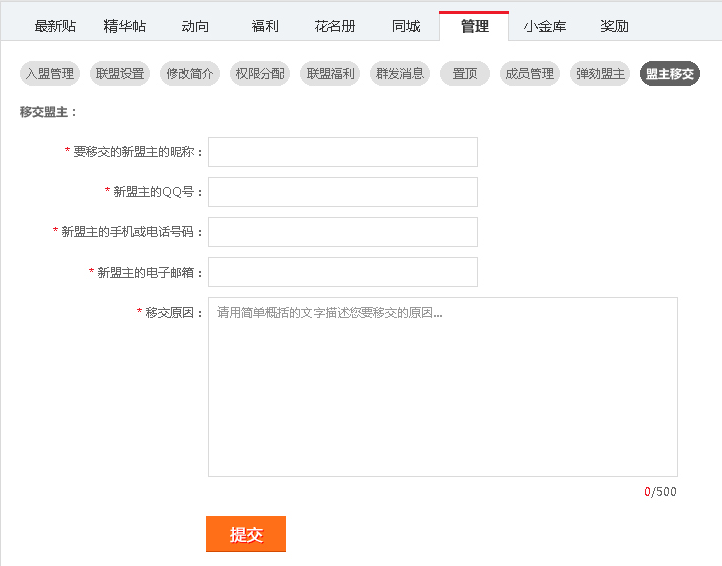 最新贴 精华帖 动向 福利 花名册 同城 管理 小金库 奖励
入盟管理 联盟设置 修改简介 权限分配 联盟福利 群发消息 置顶 成员管理 弹劾盟主 盟主移交
移交盟主：
* 要移交的新盟主的昵称：
* 新盟主的QQ号：
* 新盟主的手机或电话号码：
* 新盟主的电子邮箱：
* 移交原因： 请用简单概括的文字描述您要移交的原因...
0/500
提交